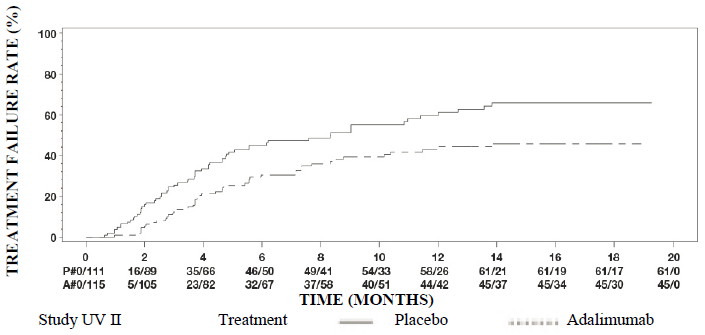 TREATMENT FAILURE RATE (%)
100
80
60
40
20
0
0 2 4 6 8 10 12 14 16 18 20
P#0/111 16/89 35/66 46/50 49/41 54/33 58/26 61/21 61/19 61/17 61/0
A#0/115 5/105 23/82 32/67 37/58 40/51 44/42 45/37 45/34 45/30 45/0
TIME (MONTHS)
Study UV II Treatment Placebo Adalimumab